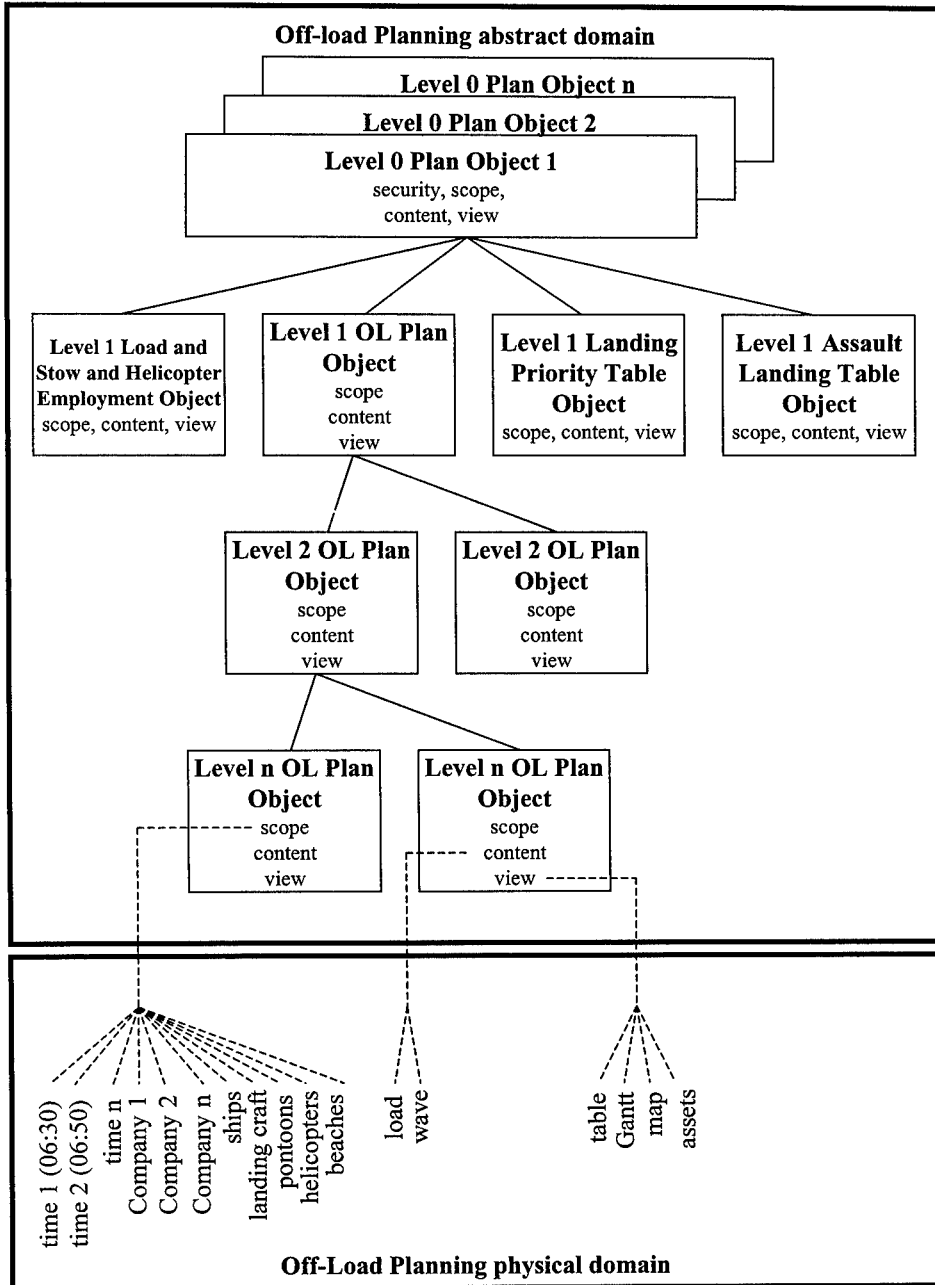 Off-load Planning abstract domain
Level 0 Plan Object n
Level 0 Plan Object 2
Level 0 Plan Object 1
security, scope,
content, view
Level 1 Load and
Stow and Helicopter
Employment Object
scope, content, view
Level 1 OL Plan
Object
scope
content
view
Level 1 Landing
Priority Table
Object
scope, content, view
Level 1 Assault
Landing Table
Object
scope, content, view
Level 2 OL Plan
Object
scope
content
view
Level 2 OL Plan
Object
scope
content
view
Level n OL Plan
Object
scope
content
view
Level n OL Plan
Object
scope
content
view
time 1 (06:30)
time 2 (06:50)
time n
Company 1
Company 2
Company n
ships
landing craft
pontoons
helicopters
beaches
load
wave
table
Gantt
map
assets
Off-Load Planning physical domain